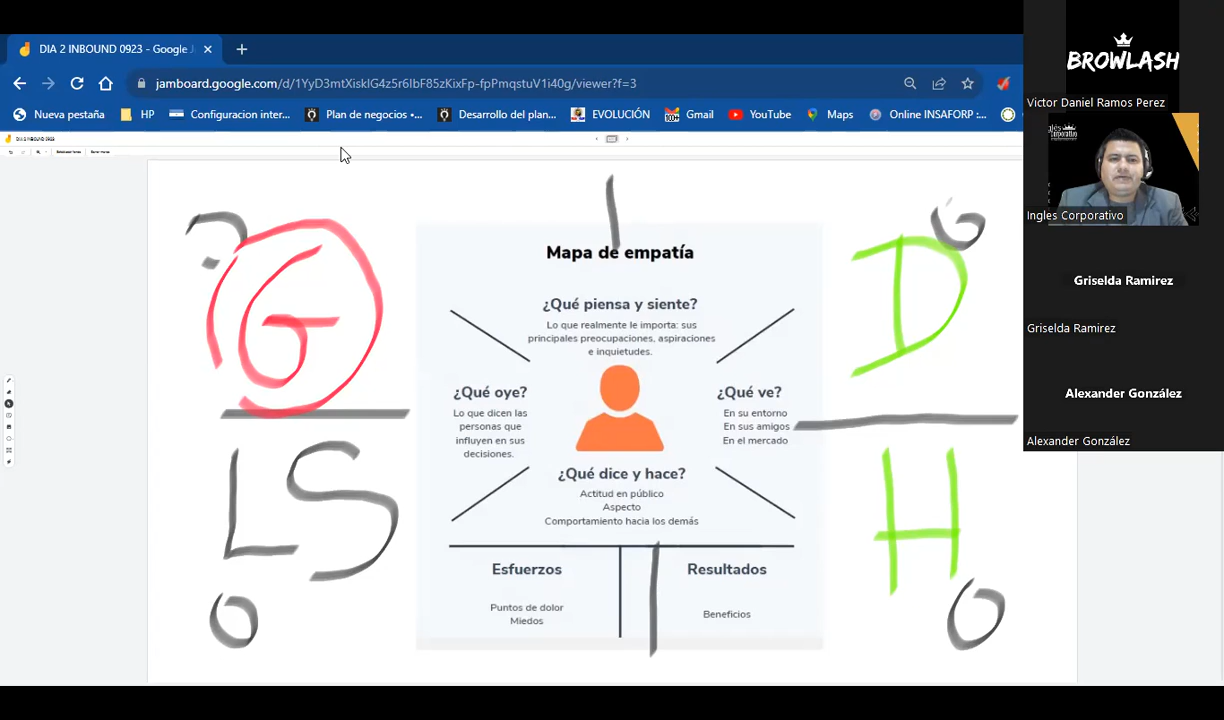 DIA 2 INBOUND 0923 - Google J
jamboard.google.com/d/1YyD3mtXisklG4z5r6lbF85zKixFp-fpPmqstuV1i40g/viewer?f=3
Nueva pestaña
HP
Configuracion inter...
Plan de negocios •...
Desarrollo del plan...
EVOLUCIÓN
Gmail
YouTube
Maps
Online INSAFORP :...
DIA 2 INBOUND 0923
BROWLASH
Victor Daniel Ramos Perez
Ingles Corporativo
Griselda Ramirez
Griselda Ramirez
Alexander González
Alexander González
?
G
D
G
LS
O
H
O
Mapa de empatía
¿Qué piensa y siente?
Lo que realmente le importa: sus
principales preocupaciones, aspiraciones
e inquietudes.
¿Qué oye?
Lo que dicen las
personas que
influyen en sus
decisiones.
¿Qué ve?
En su entorno
En sus amigos
En el mercado
¿Qué dice y hace?
Actitud en público
Aspecto
Comportamiento hacia los demás
Esfuerzos
Puntos de dolor
Miedos
Resultados
Beneficios